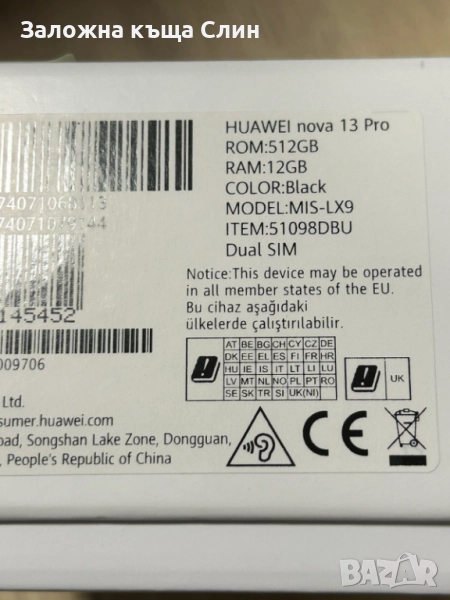 Заложна къща Слин
HUAWEI nova 13 Pro
ROM:512GB
RAM:12GB
COLOR:Black
MODEL:MIS-LX9
ITEM:51098DBU
Dual SIM
Notice:This device may be operated
in all member states of the EU.
Bu cihaz aşağıdaki
ülkelerde çalıştırılabilir.
145452
009706
AT BE BG CY CZ DE
DK EE EL ES FI FR HR
HU IE IS IT LT LI LU
LV MT NL NO PL PT RO
SE SK TR SI UK(NI)
UK
Ltd.
sumer.huawei.com
oad, Songshan Lake Zone, Dongguan,
, People's Republic of China
CE
BAZAR
bg